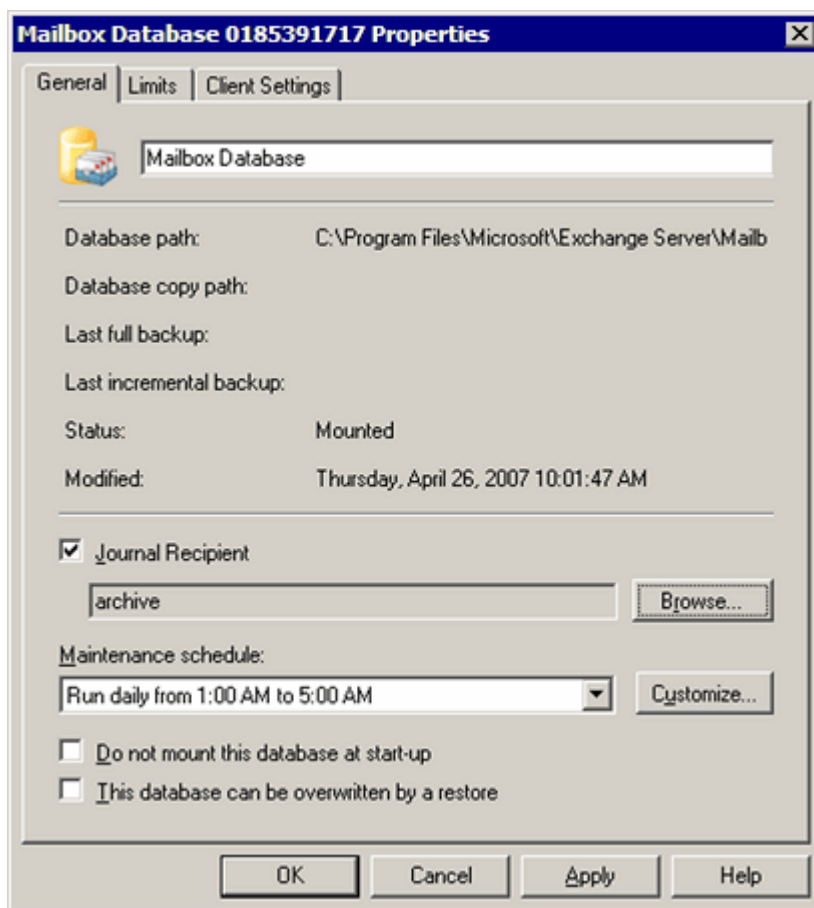 Mailbox Database 0185391717 Properties
General Limits Client Settings
Mailbox Database
Database path: C:\Program Files\Microsoft\Exchange Server\Mailb
Database copy path:
Last full backup:
Last incremental backup:
Status: Mounted
Modified: Thursday, April 26, 2007 10:01:47 AM
Journal Recipient
archive Browse...
Maintenance schedule:
Run daily from 1:00 AM to 5:00 AM Customize...
Do not mount this database at start-up
This database can be overwritten by a restore
OK Cancel Apply Help